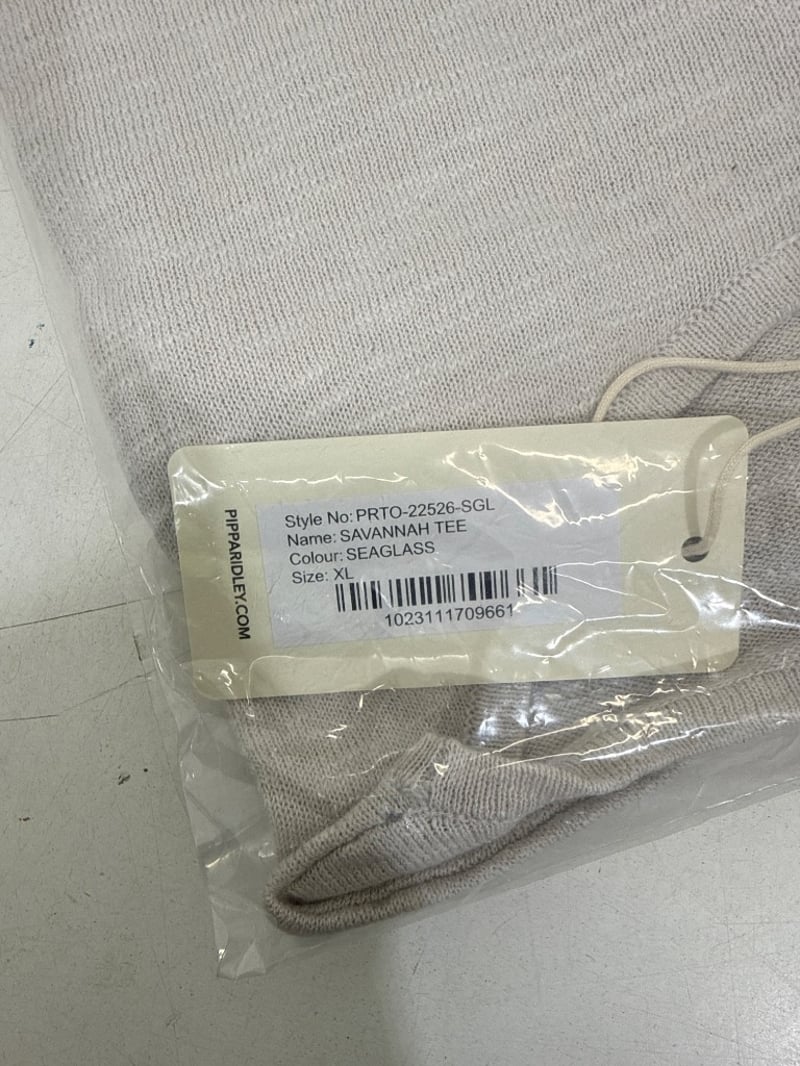 PIPPARIDLEY.COM
Style No: PRTO-22526-SGL
Name: SAVANNAH TEE
Colour: SEAGLASS
Size: XL
1023111709661